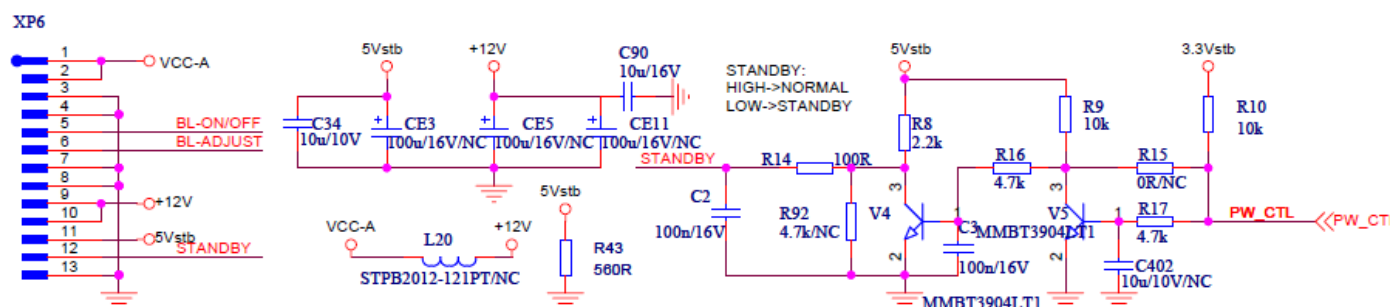 XP6
1
2
3
4
5
6
7
8
9
10
11
12
13
VCC-A
BL-ON/OFF
BL-ADJUST
+12V
5Vstb
STANDBY
5Vstb
C34
10u/10V
CE3
100u/16V/NC
+12V
CE5
100u/16V/NC
CE11
100u/16V/NC
C90
10u/16V
VCC-A
L20
+12V
STPB2012-121PT/NC
5Vstb
R43
560R
STANDBY:
HIGH->NORMAL
LOW->STANDBY
STANDBY
R14
100R
C2
100n/16V
R92
4.7k/NC
5Vstb
R8
2.2k
3
V4
1
2
MMBT3904LT1
R16
4.7k
C3
100n/16V
R9
10k
3
V5
1
2
MMBT3904LT1
R15
0R/NC
R17
4.7k
C402
10u/10V/NC
3.3Vstb
R10
10k
PW_CTL
PW_CTL